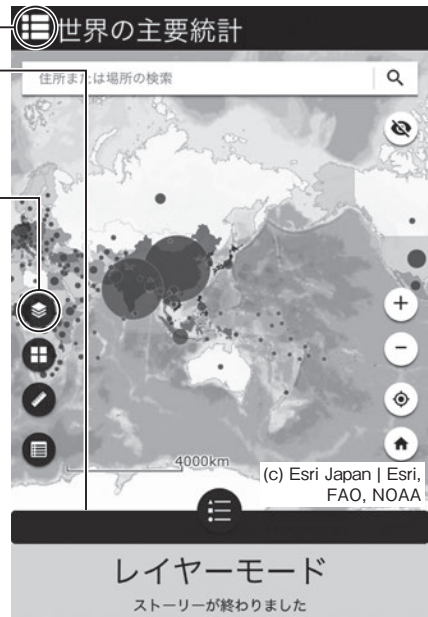 世界の主要統計
住所または場所の検索
4000km
(c) Esri Japan | Esri,
FAO, NOAA
レイヤーモード
ストーリーが終わりました